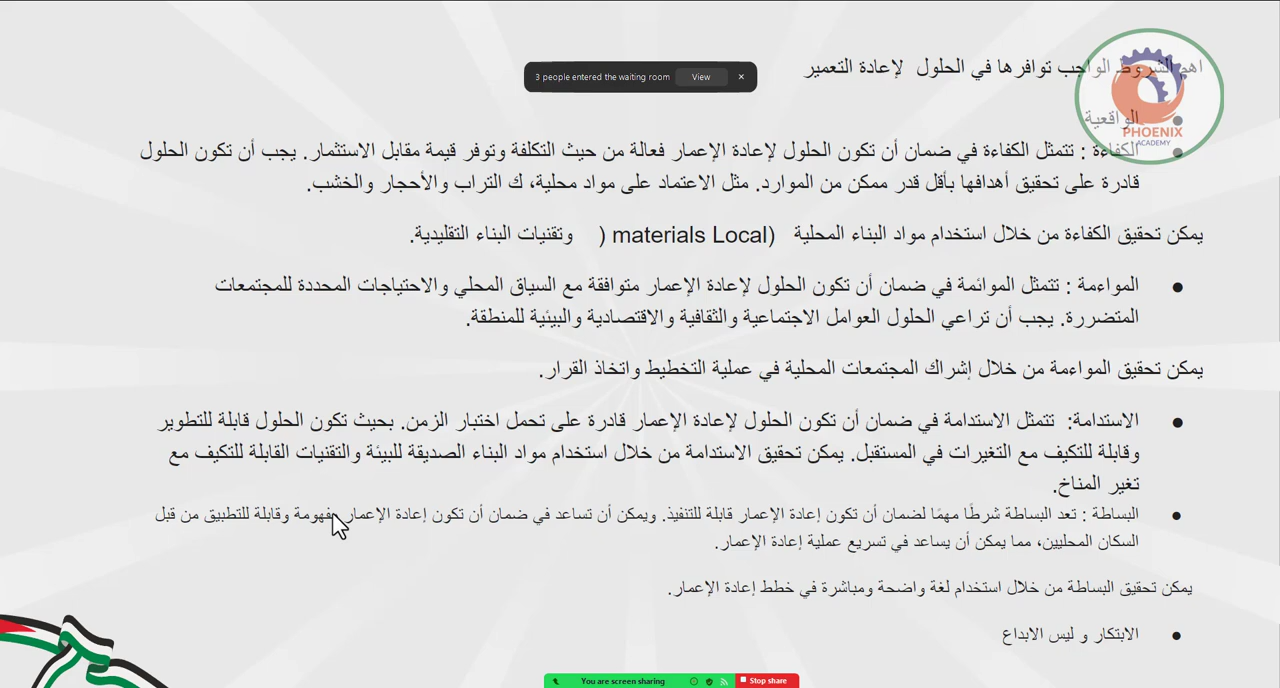 3 people entered the waiting room View ×
اهم الشروط الواجب توافرها في الحلول لإعادة التعمير
الواقعية
PHOENIX
ACADEMY
الكفاءة : تتمثل الكفاءة في ضمان أن تكون الحلول لإعادة الإعمار فعالة من حيث التكلفة وتوفر قيمة مقابل الاستثمار. يجب أن تكون الحلول
قادرة على تحقيق أهدافها بأقل قدر ممكن من الموارد. مثل الاعتماد على مواد محلية، ك التراب والأحجار والخشب.
يمكن تحقيق الكفاءة من خلال استخدام مواد البناء المحلية (materials Local ) وتقنيات البناء التقليدية.
المواءمة : تتمثل الموائمة في ضمان أن تكون الحلول لإعادة الإعمار متوافقة مع السياق المحلي والاحتياجات المحددة للمجتمعات
المتضررة. يجب أن تراعي الحلول العوامل الاجتماعية والثقافية والاقتصادية والبيئية للمنطقة.
يمكن تحقيق المواءمة من خلال إشراك المجتمعات المحلية في عملية التخطيط واتخاذ القرار.
الاستدامة: تتمثل الاستدامة في ضمان أن تكون الحلول لإعادة الإعمار قادرة على تحمل اختبار الزمن. بحيث تكون الحلول قابلة للتطوير
وقابلة للتكيف مع التغيرات في المستقبل. يمكن تحقيق الاستدامة من خلال استخدام مواد البناء الصديقة للبيئة والتقنيات القابلة للتكيف مع
تغير المناخ.
البساطة : تعد البساطة شرطًا مهمًا لضمان أن تكون إعادة الإعمار قابلة للتنفيذ. ويمكن أن تساعد في ضمان أن تكون إعادة الإعمار مفهومة وقابلة للتطبيق من قبل
السكان المحليين، مما يمكن أن يساعد في تسريع عملية إعادة الإعمار.
يمكن تحقيق البساطة من خلال استخدام لغة واضحة ومباشرة في خطط إعادة الإعمار.
الابتكار و ليس الابداع
You are screen sharing Stop share